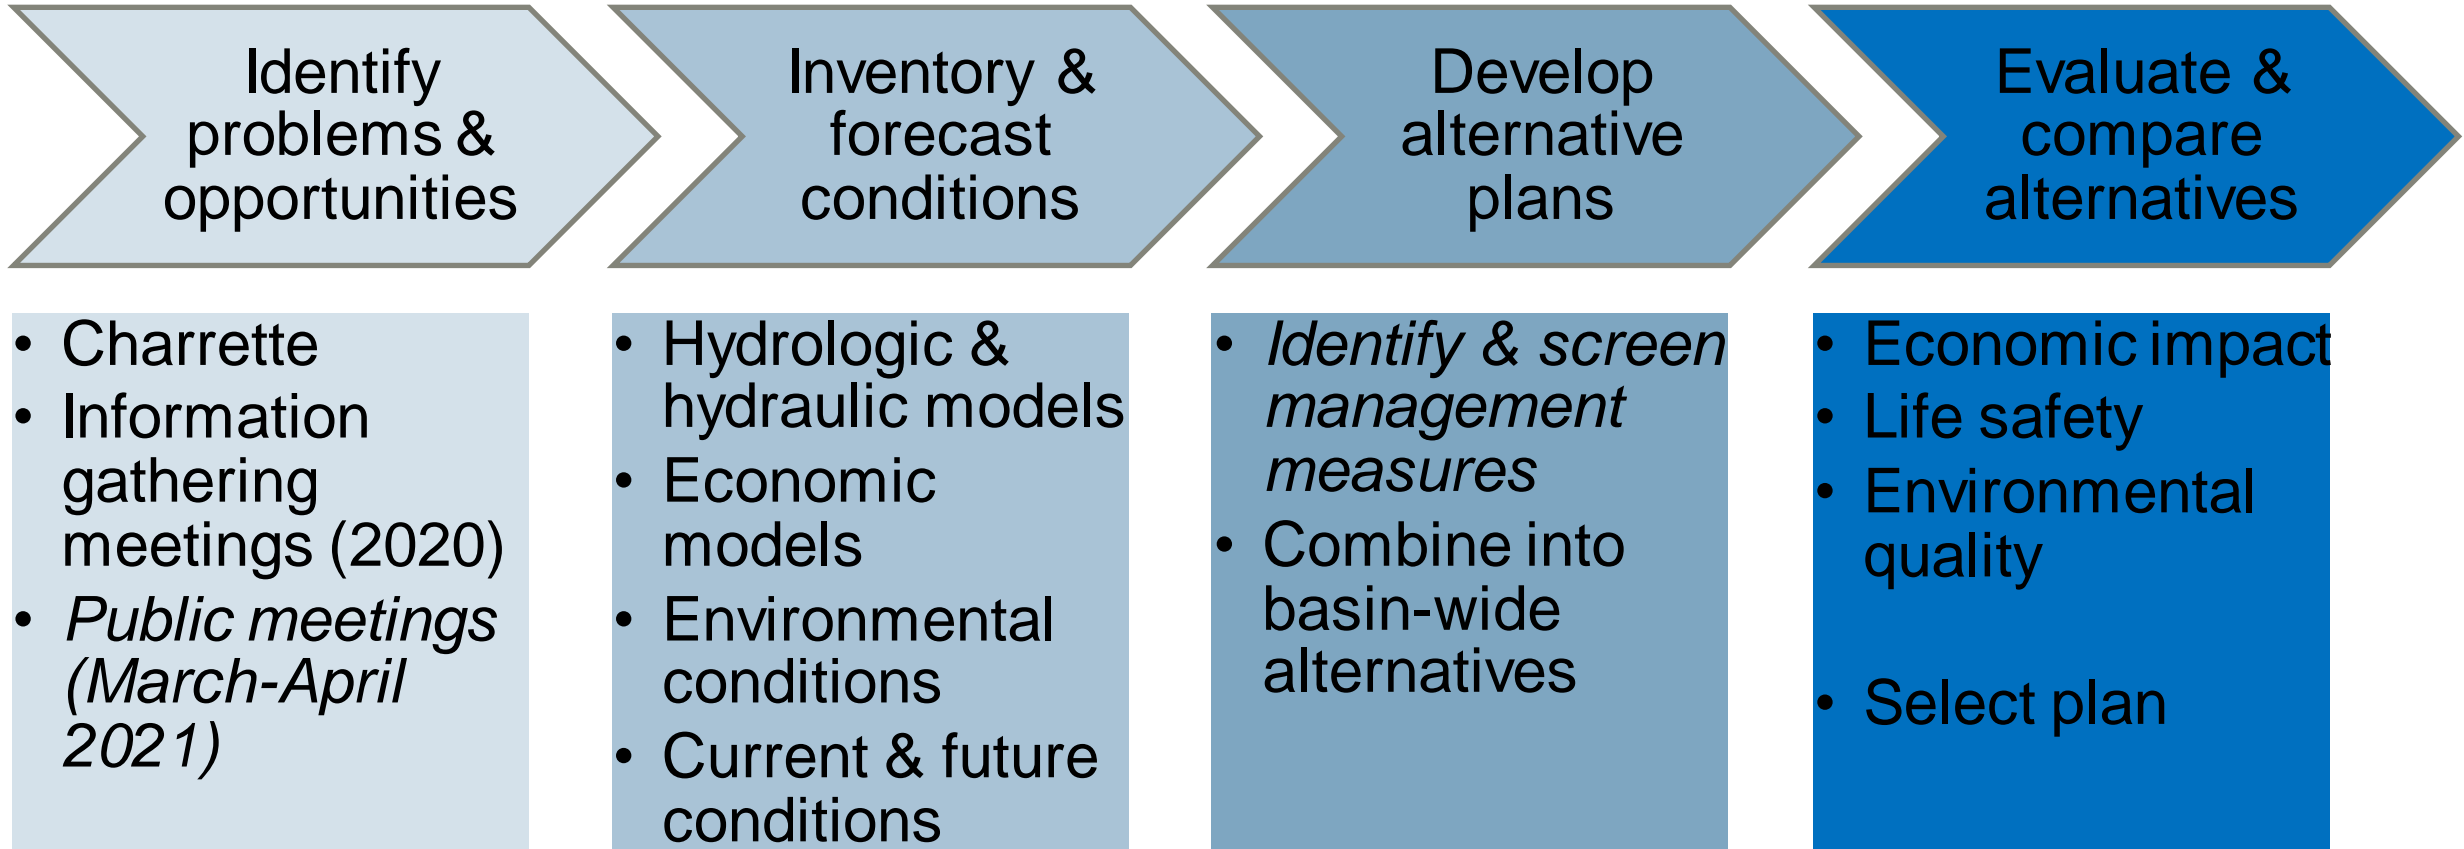 Identify
problems &
opportunities
Inventory &
forecast
conditions
Develop
alternative
plans
Evaluate &
compare
alternatives
• Charrette
• Information
gathering
meetings (2020)
• Public meetings
(March-April
2021)
• Hydrologic &
hydraulic models
• Economic
models
• Environmental
conditions
• Current & future
conditions
• Identify & screen
management
measures
• Combine into
basin-wide
alternatives
• Economic impact
• Life safety
• Environmental
quality
• Select plan